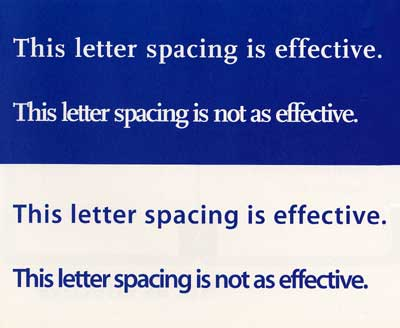 This letter spacing is effective.
This letter spacing is not as effective.
This letter spacing is effective.
This letter spacing is not as effective.